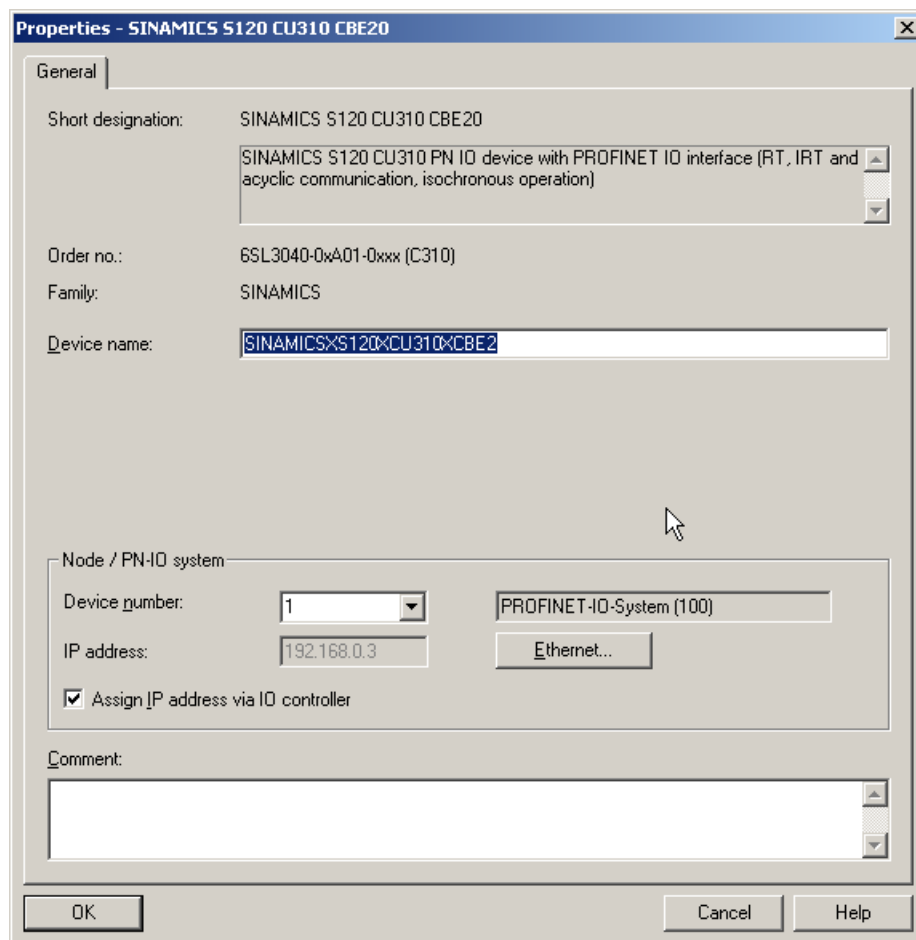 Properties - SINAMICS S120 CU310 CBE20
General
Short designation: SINAMICS S120 CU310 CBE20
SINAMICS S120 CU310 PN IO device with PROFINET IO interface (RT, IRT and
acyclic communication, isochronous operation)
Order no.: 6SL3040-0xA01-0xxx (C310)
Family: SINAMICS
Device name: SINAMICSXS120XCU310XCBE2
Node / PN-IO system
Device number: 1 PROFINET-IO-System (100)
IP address: 192.168.0.3 Ethernet...
Assign IP address via IO controller
Comment:
OK Cancel Help